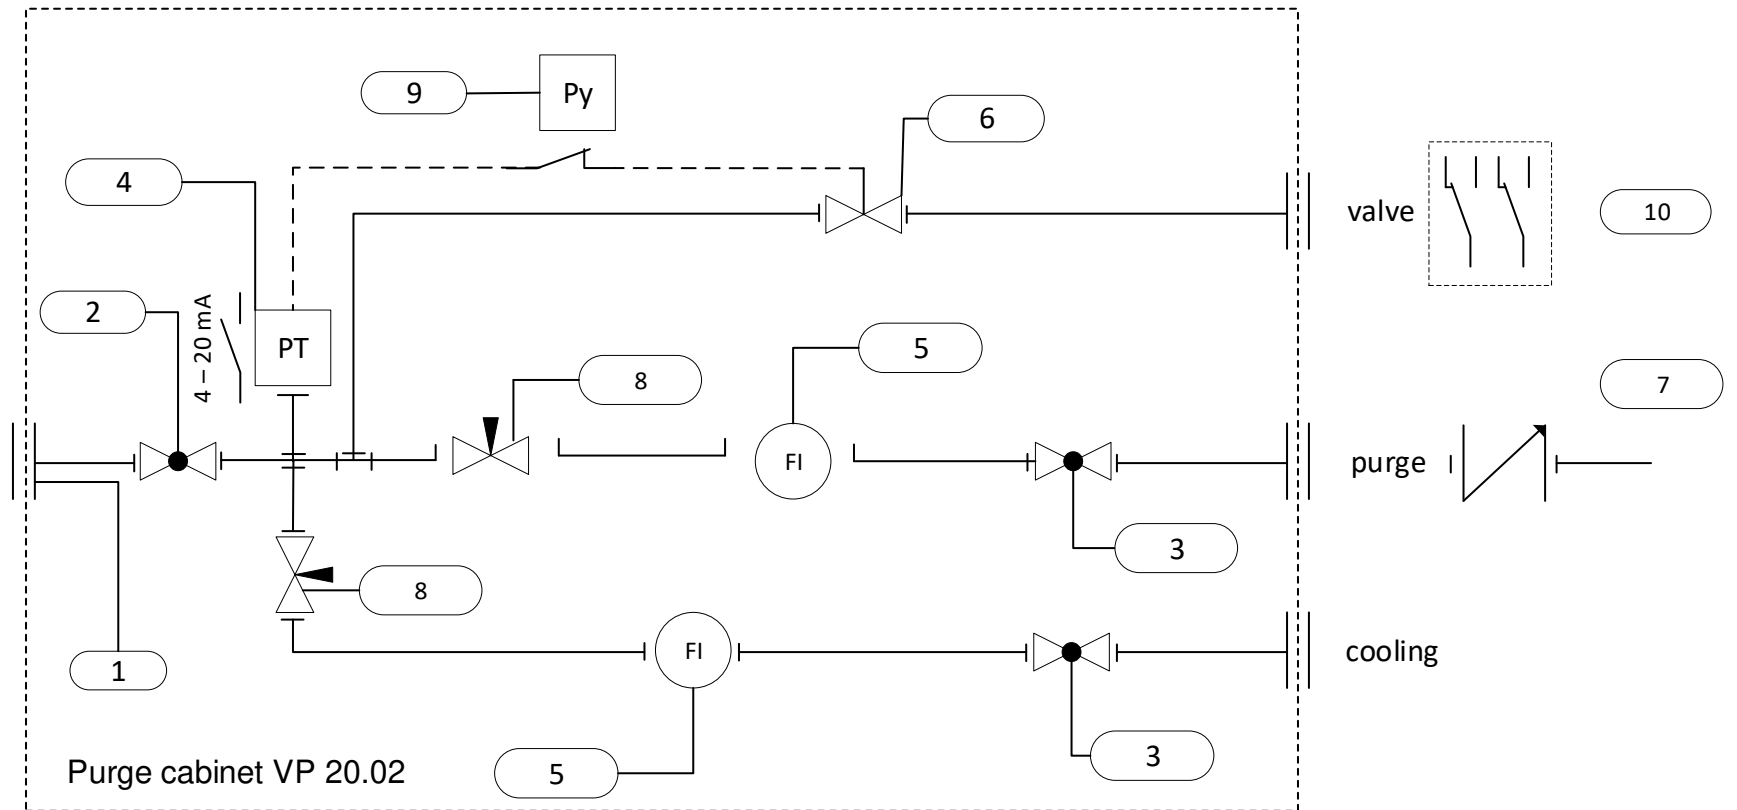 9
Py
6
4
valve
10
2
4 – 20 mA
PT
5
8
7
FI
purge
3
8
1
FI
cooling
3
5
Purge cabinet VP 20.02